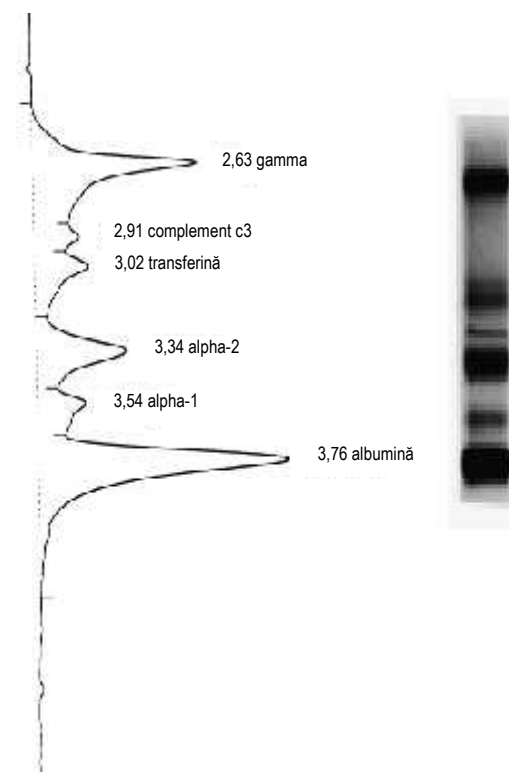 2,63 gamma
2,91 complement c3
3,02 transferină
3,34 alpha-2
3,54 alpha-1
3,76 albumină